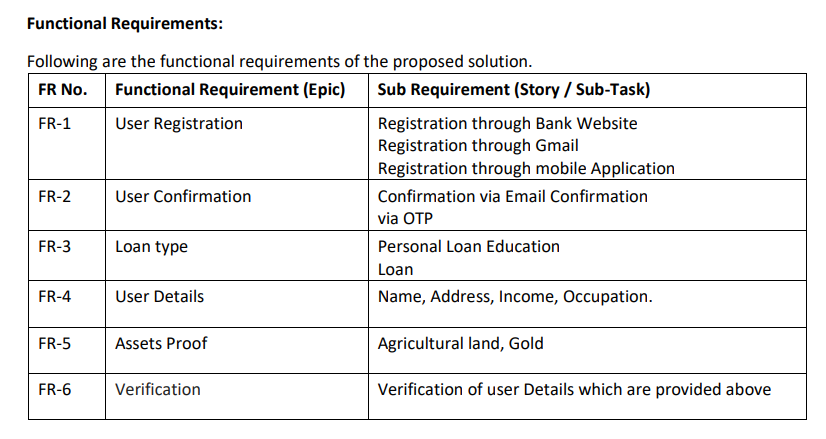 Functional Requirements:
Following are the functional requirements of the proposed solution.
FR No. Functional Requirement (Epic) Sub Requirement (Story / Sub-Task)
FR-1 User Registration Registration through Bank Website
Registration through Gmail
Registration through mobile Application
FR-2 User Confirmation Confirmation via Email Confirmation
via OTP
FR-3 Loan type Personal Loan Education
Loan
FR-4 User Details Name, Address, Income, Occupation.
FR-5 Assets Proof Agricultural land, Gold
FR-6 Verification Verification of user Details which are provided above